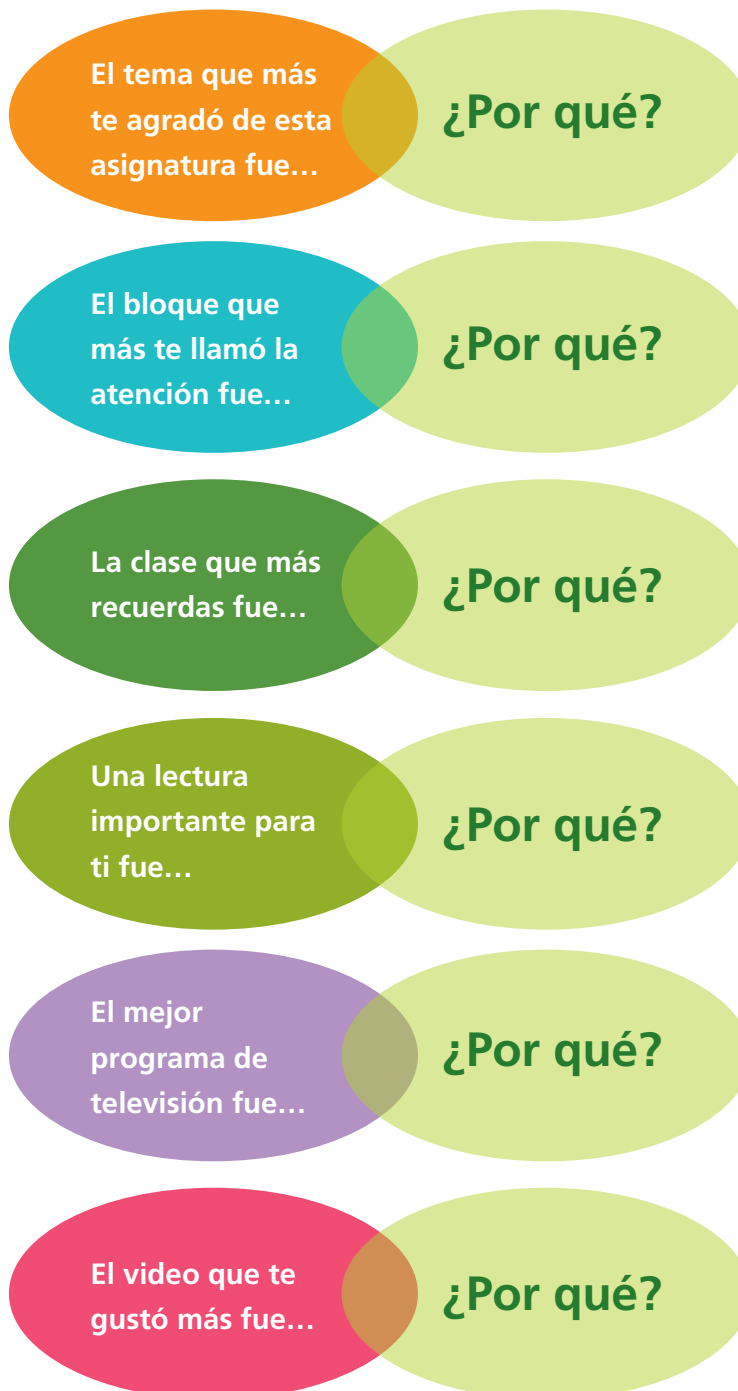 El tema que más
te agradó de esta
asignatura fue...
¿Por qué?
El bloque que
más te llamó la
atención fue...
¿Por qué?
La clase que más
recuerdas fue...
¿Por qué?
Una lectura
importante para
ti fue...
¿Por qué?
El mejor
programa de
televisión fue...
¿Por qué?
El video que te
gustó más fue...
¿Por qué?